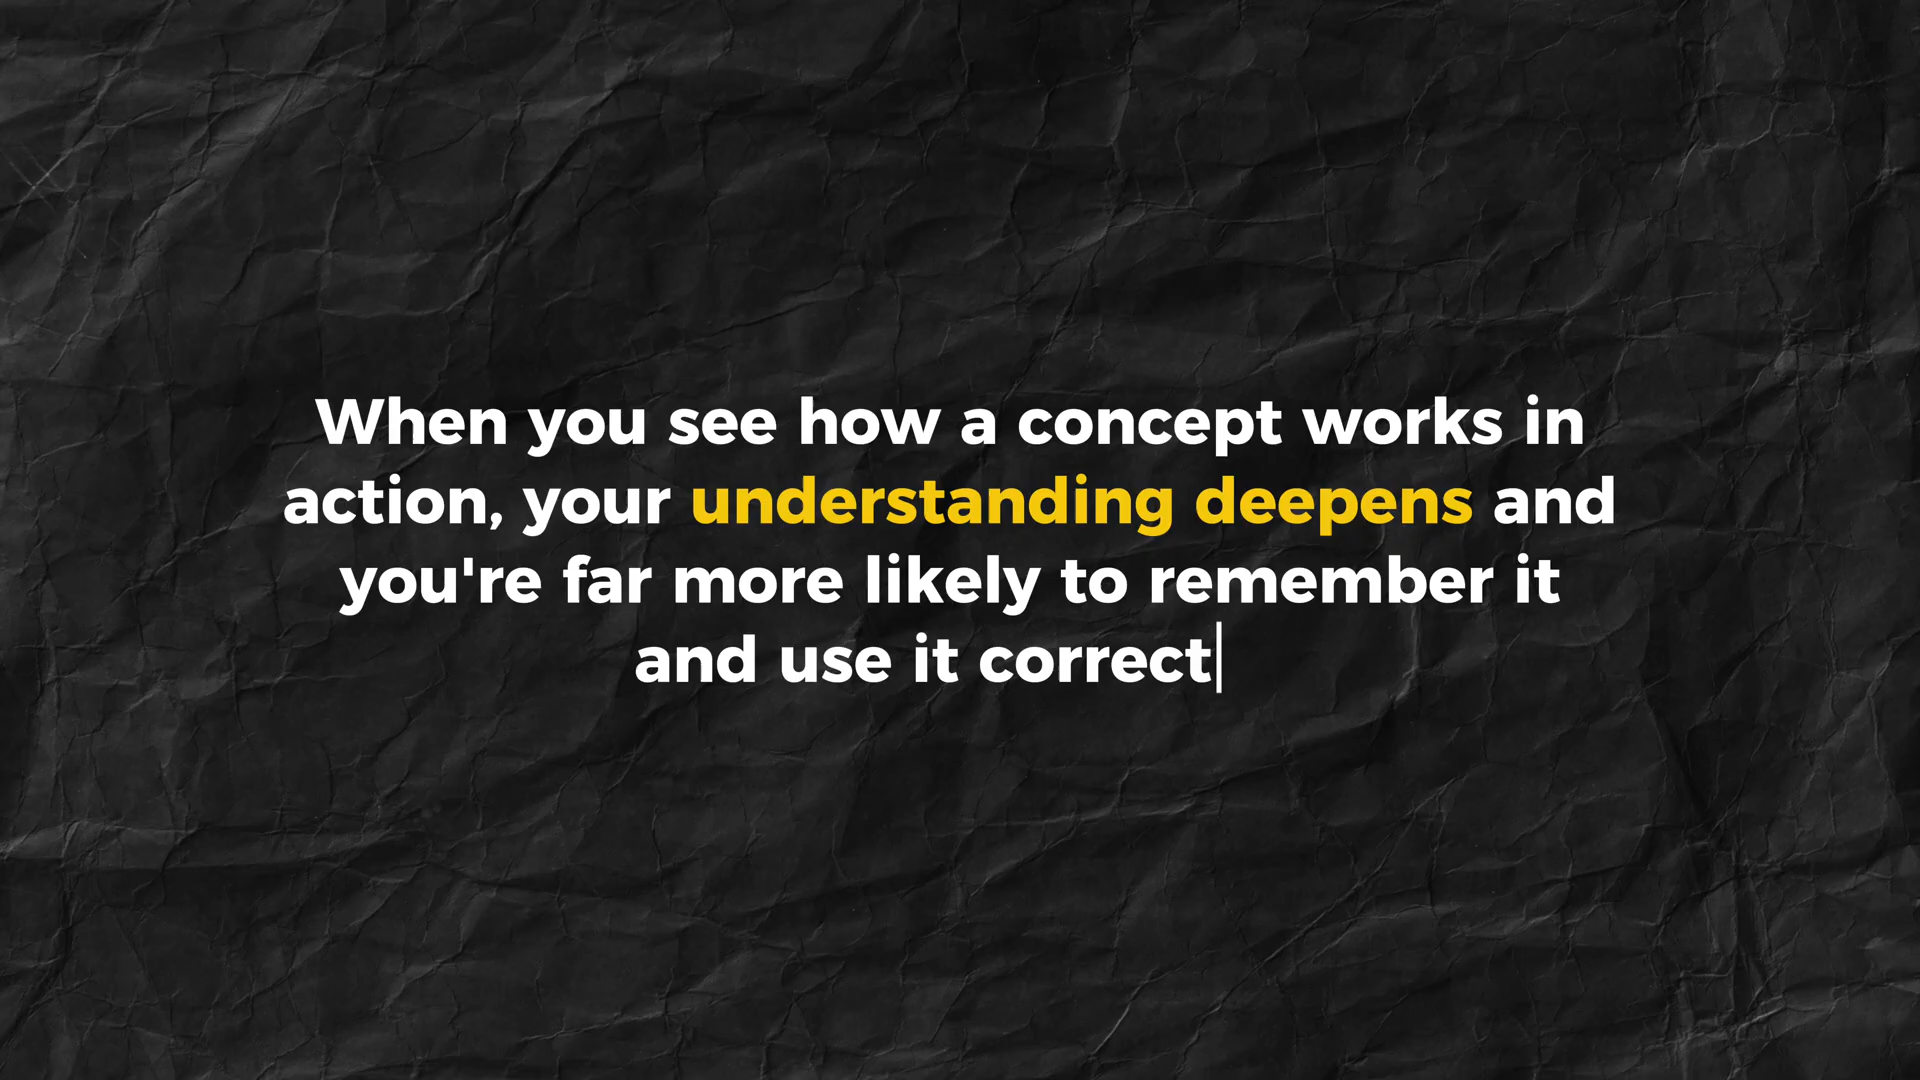 When you see how a concept works in
action, your understanding deepens and
you're far more likely to remember it
and use it correct